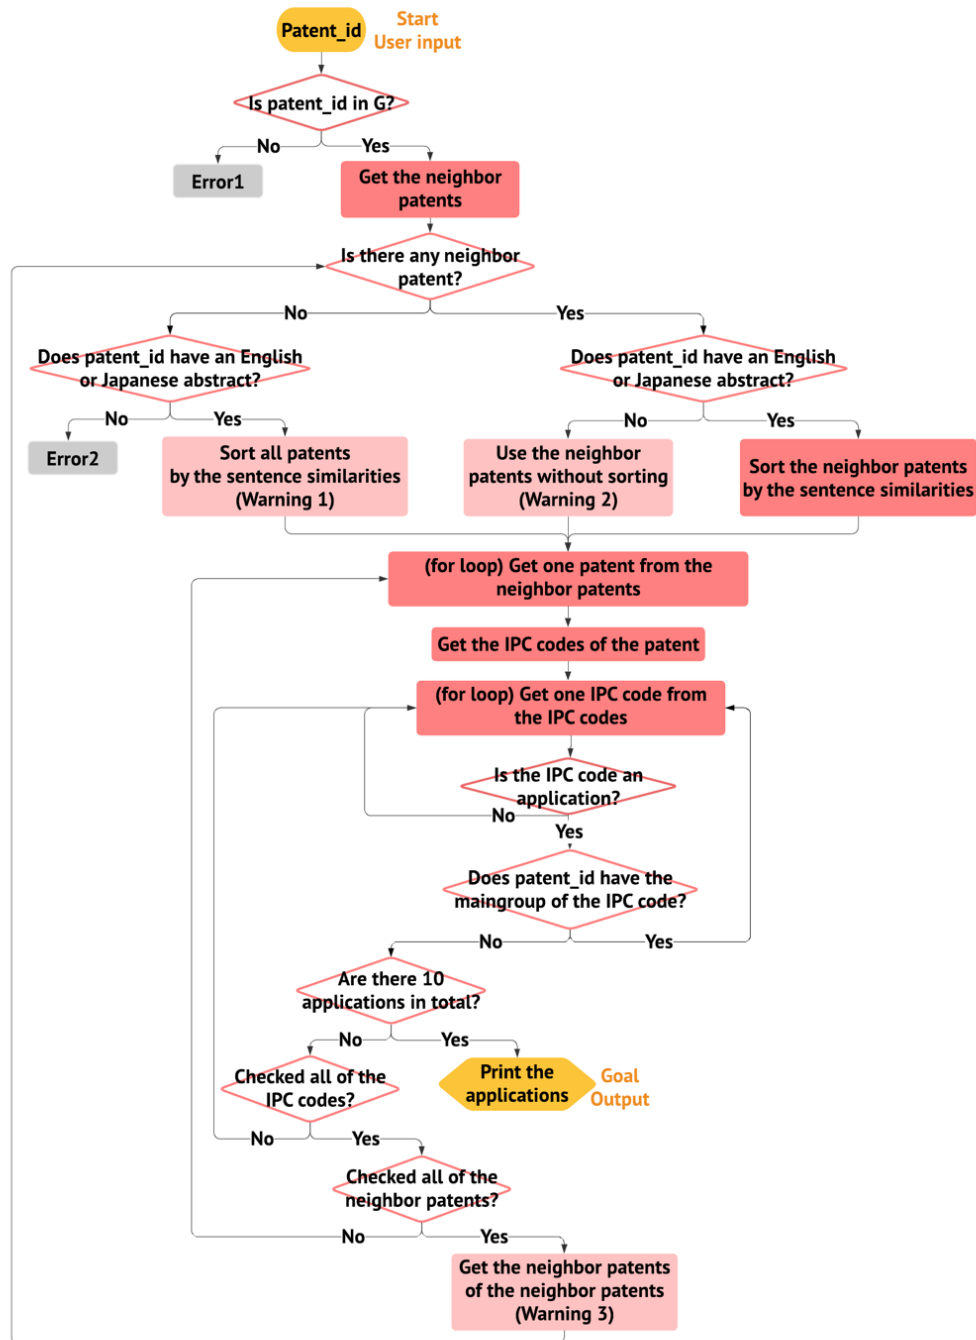 Patent_id
Start
User input
Is patent_id in G?
No
Yes
Error1
Get the neighbor
patents
Is there any neighbor
patent?
No
Yes
Does patent_id have an English
or Japanese abstract?
Does patent_id have an English
or Japanese abstract?
No
Yes
No
Yes
Error2
Sort all patents
by the sentence similarities
(Warning 1)
Use the neighbor
patents without sorting
(Warning 2)
Sort the neighbor patents
by the sentence similarities
(for loop) Get one patent from the
neighbor patents
Get the IPC codes of the patent
(for loop) Get one IPC code from
the IPC codes
Is the IPC code an
application?
No
Yes
Does patent_id have the
maingroup of the IPC code?
No
Yes
Are there 10
applications in total?
No
Yes
Print the
applications
Goal
Output
Checked all of the
IPC codes?
No
Yes
Checked all of the
neighbor patents?
No
Yes
Get the neighbor patents
of the neighbor patents
(Warning 3)